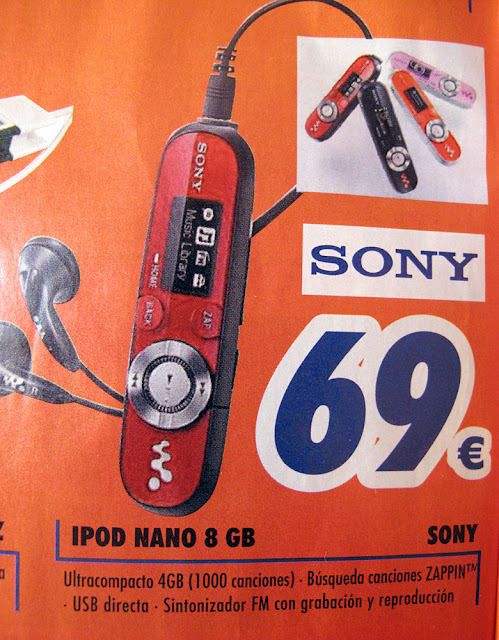 SONY
Music Library
HOME
BACK
ZAP
R
SONY
69€
IPOD NANO 8 GB SONY
Ultracompacto 4GB (1000 canciones) · Búsqueda canciones ZAPPIN™
· USB directa · Sintonizador FM con grabación y reproducción